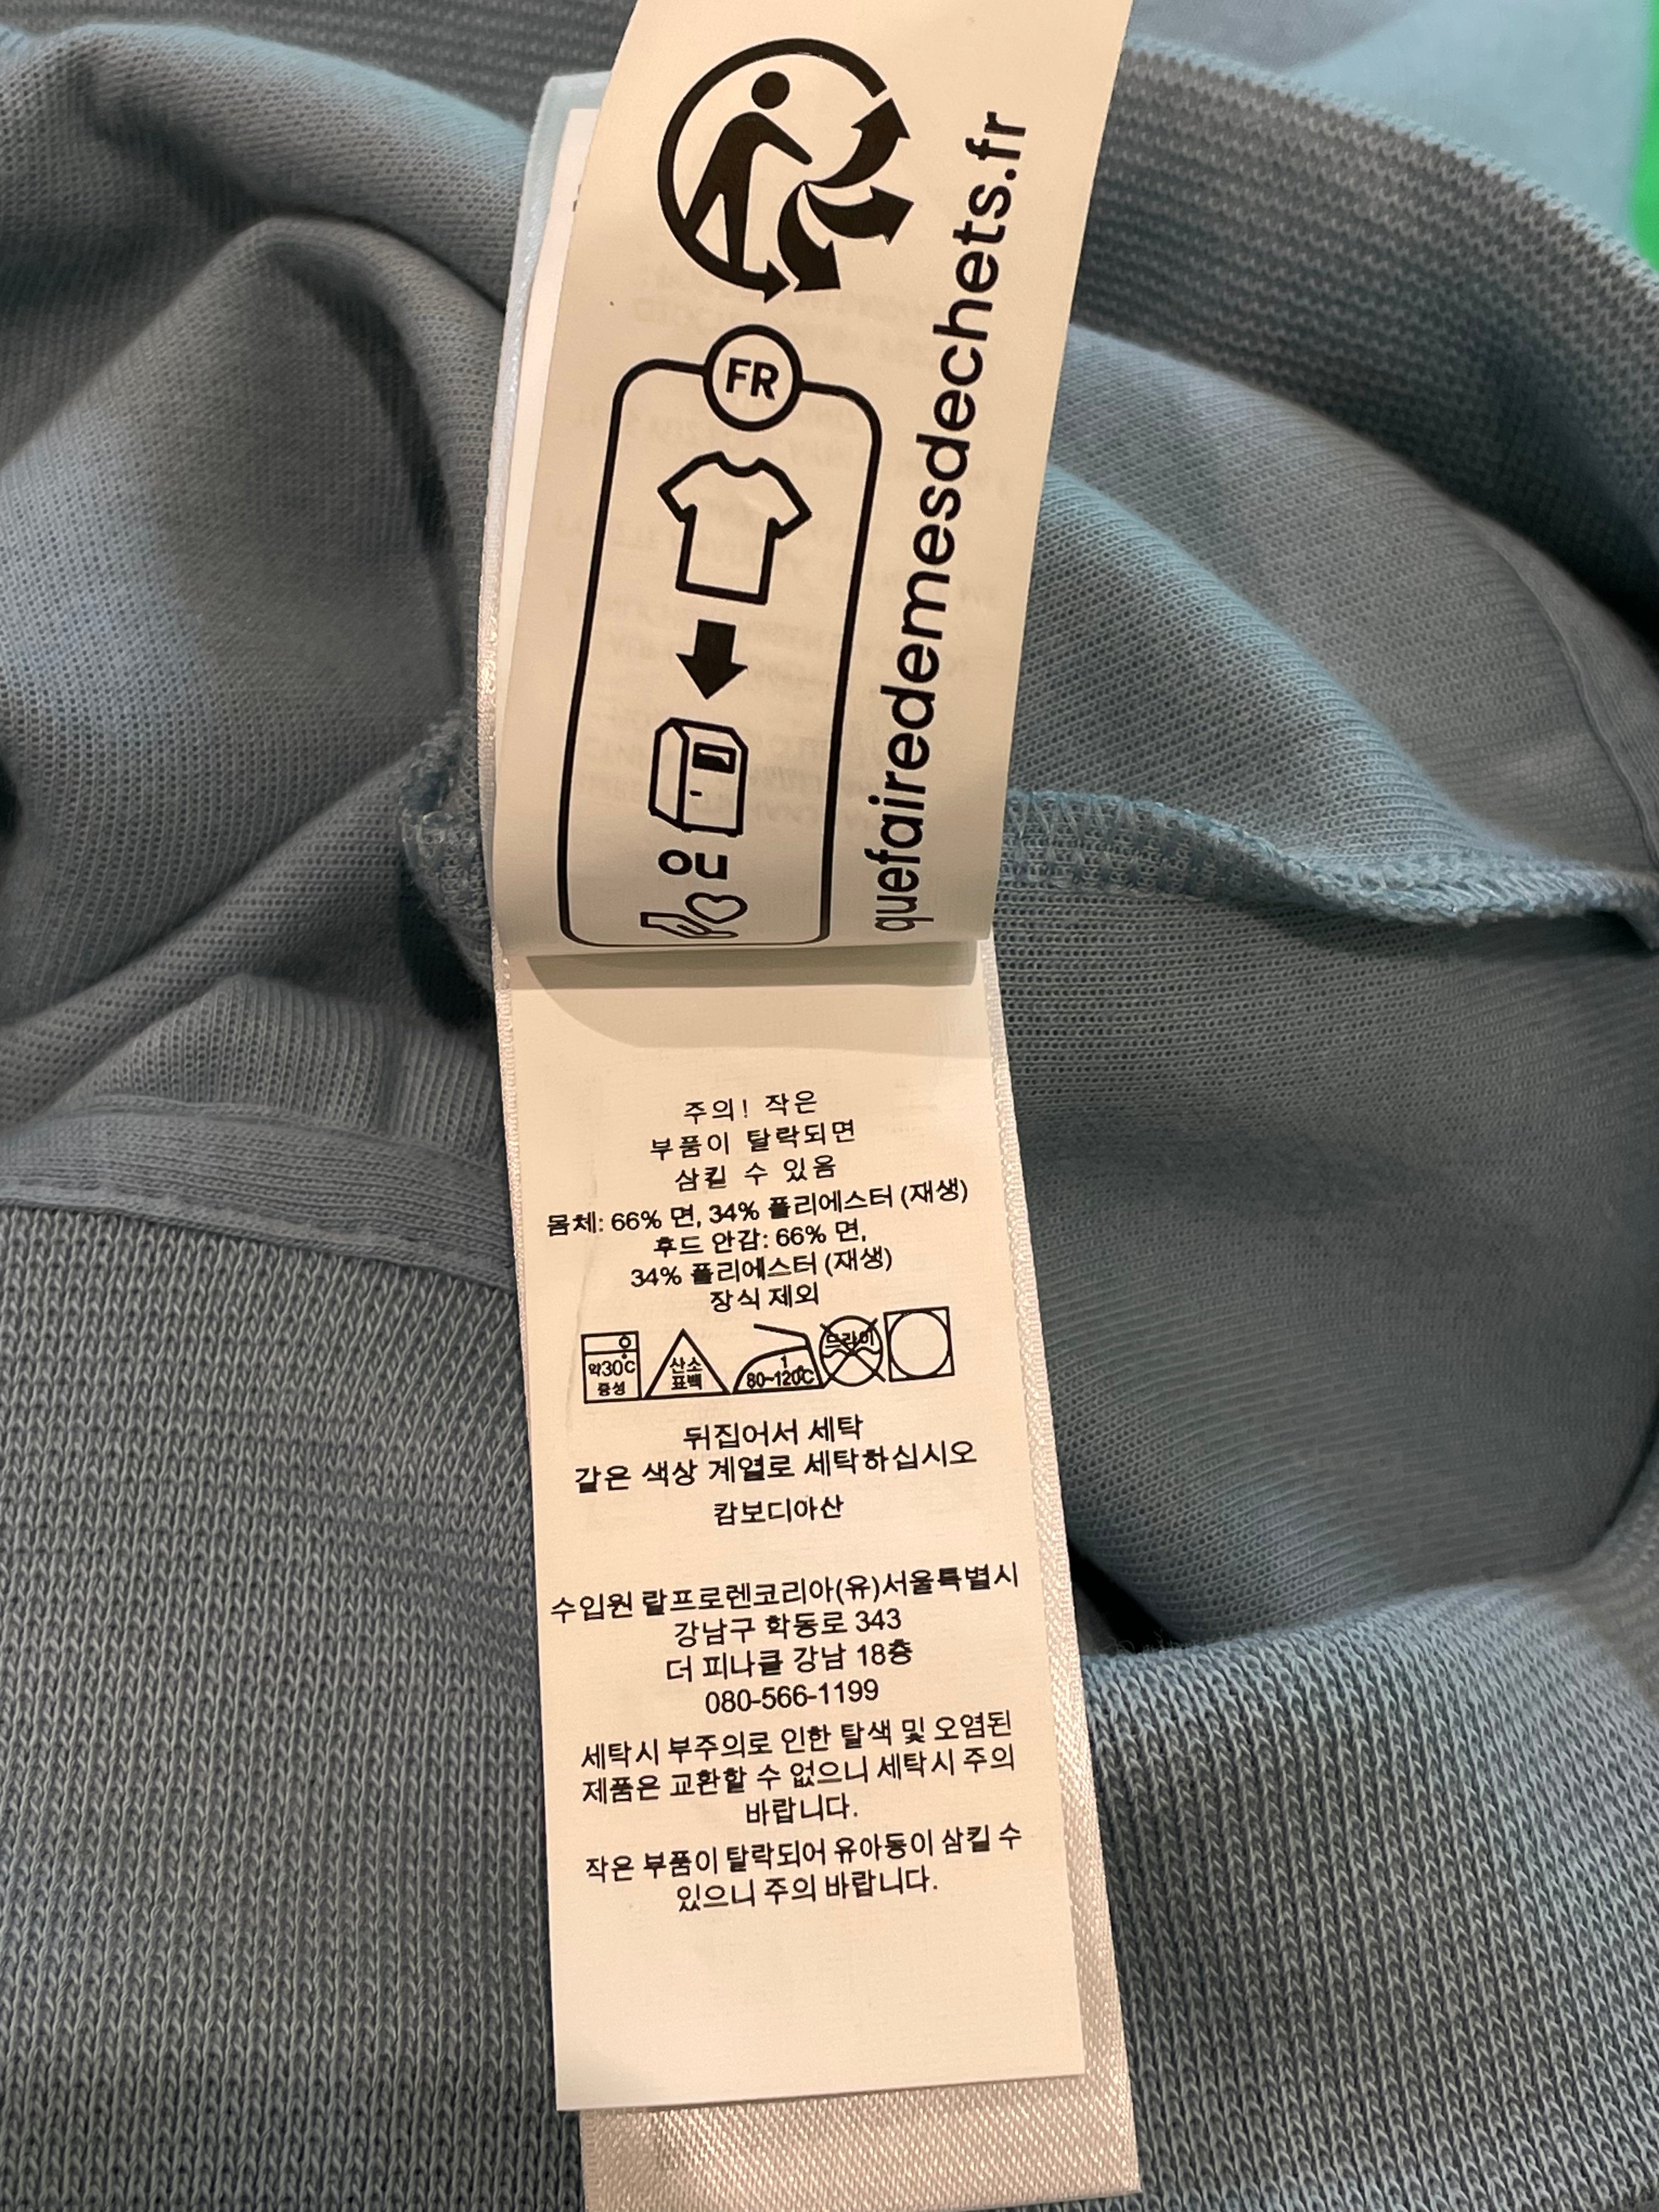 FR
ou
quefairedemesdechets.fr
주의! 작은
부품이 탈락되면
삼킬 수 있음
몸체: 66% 면, 34% 폴리에스터 (재생)
후드 안감: 66% 면,
34% 폴리에스터 (재생)
장식 제외
약30°C
중성
산소
표백
1
80~120°C
드라이
뒤집어서 세탁
같은 색상 계열로 세탁하십시오
캄보디아산
수입원 랄프로렌코리아(유)서울특별시
강남구 학동로 343
더 피나클 강남 18층
080-566-1199
세탁시 부주의로 인한 탈색 및 오염된
제품은 교환할 수 없으니 세탁시 주의
바랍니다.
작은 부품이 탈락되어 유아동이 삼킬 수
있으니 주의 바랍니다.